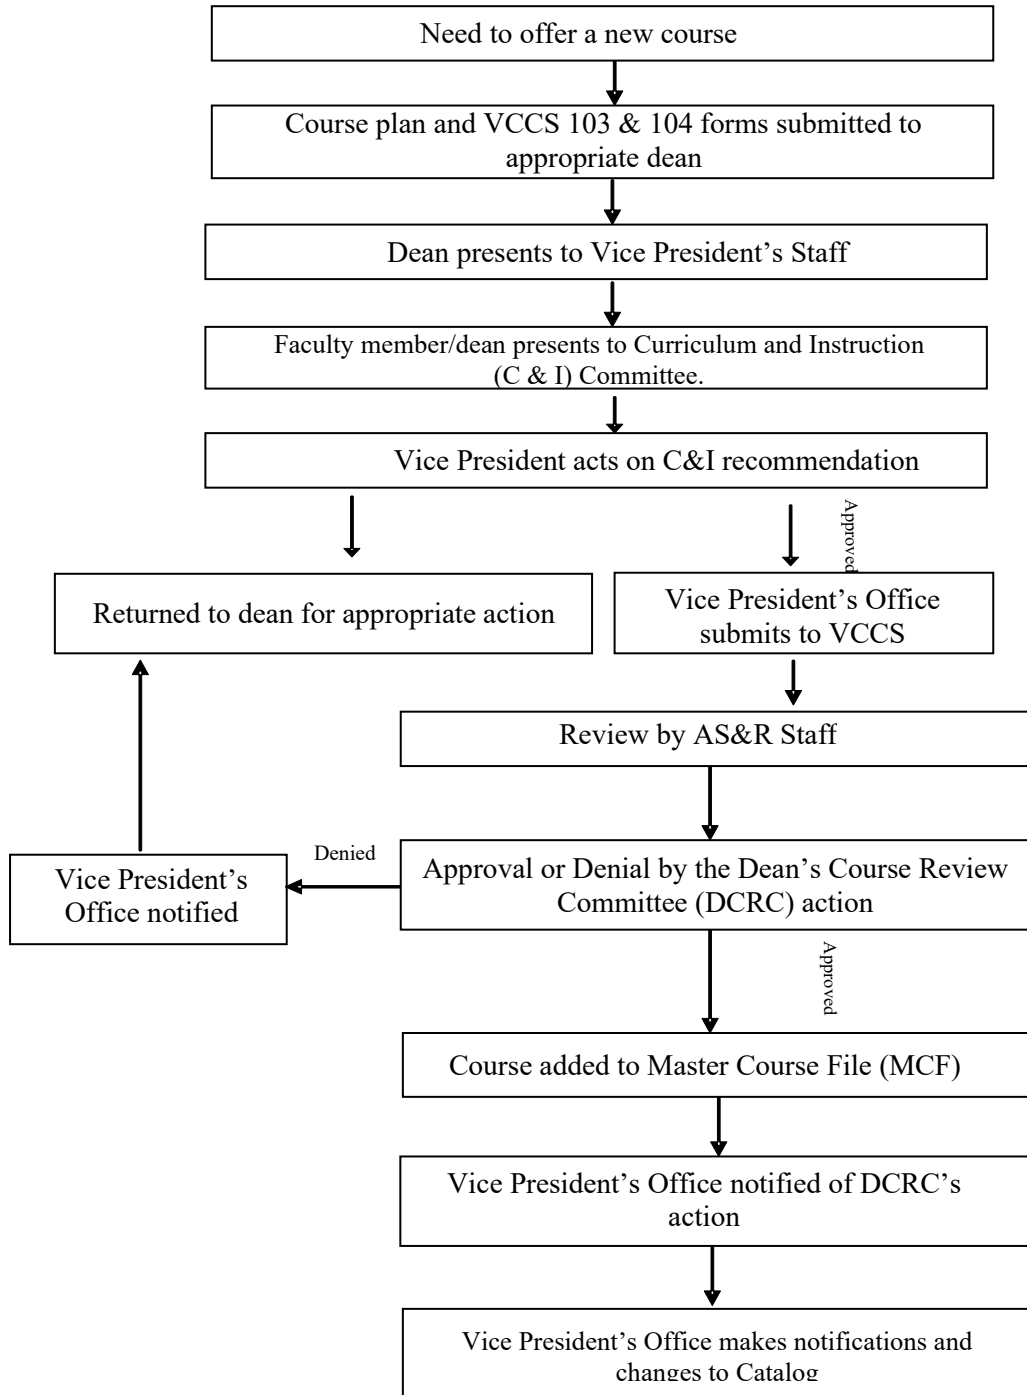 Need to offer a new course
Course plan and VCCS 103 & 104 forms submitted to
appropriate dean
Dean presents to Vice President’s Staff
Faculty member/dean presents to Curriculum and Instruction
(C & I) Committee.
Vice President acts on C&I recommendation
Approved
Returned to dean for appropriate action
Vice President’s Office
submits to VCCS
Review by AS&R Staff
Denied
Vice President’s
Office notified
Approval or Denial by the Dean’s Course Review
Committee (DCRC) action
Approved
Course added to Master Course File (MCF)
Vice President’s Office notified of DCRC’s
action
Vice President’s Office makes notifications and
changes to Catalog